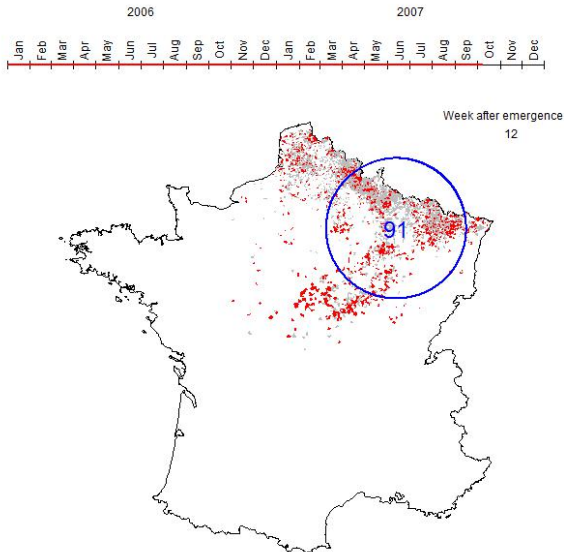 2006 2007
Jan Feb Mar Apr May Jun Jul Aug Sep Oct Nov Dec Jan Feb Mar Apr May Jun Jul Aug Sep Oct Nov Dec
Week after emergence
12
91